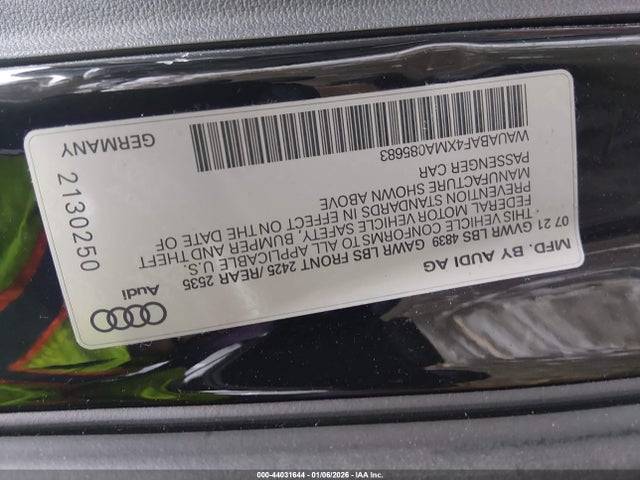 MFD. BY AUDI AG
07 21 GVWR LBS 4839 GAWR LBS FRONT 2425 /REAR 2535
THIS VEHICLE CONFORMS TO ALL APPLICABLE U.S.
FEDERAL MOTOR VEHICLE SAFETY, BUMPER AND THEFT
PREVENTION STANDARDS IN EFFECT ON THE DATE OF
MANUFACTURE SHOWN ABOVE
PASSENGER CAR
WAUABAF4XMA085683
GERMANY
2130250
Audi
000-44031644 | 01/06/2026 | IAA Inc.